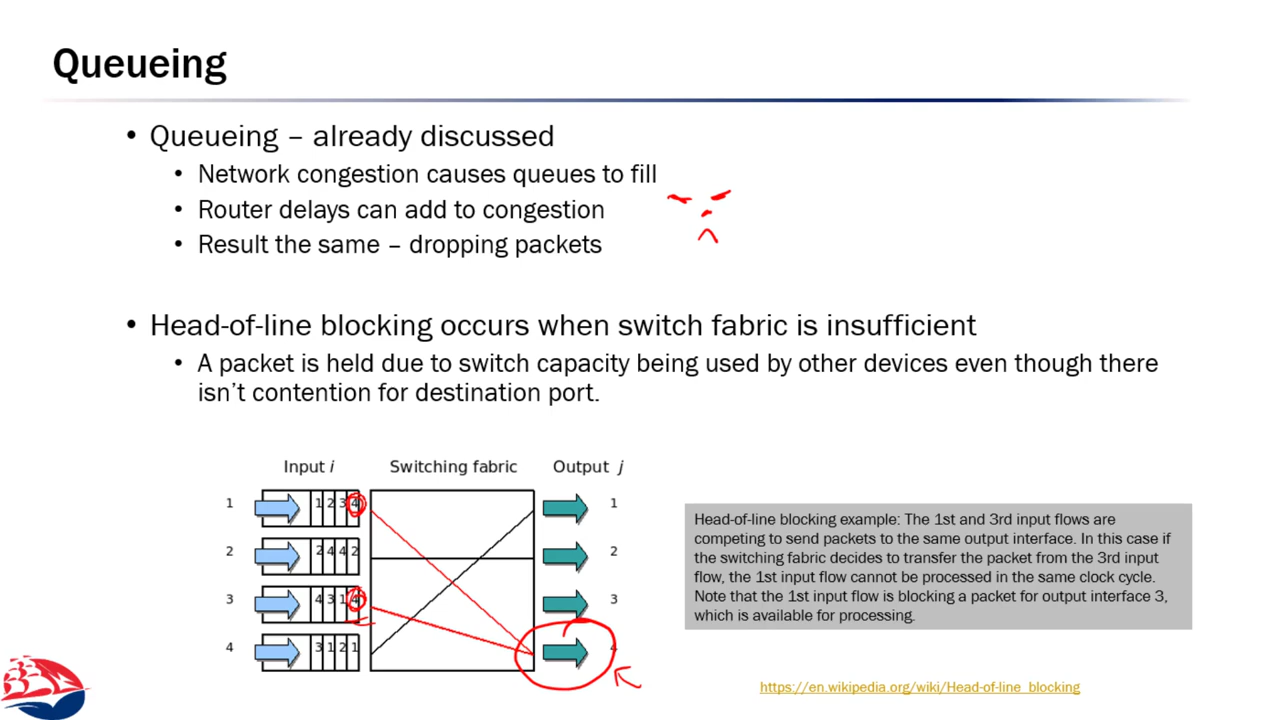 Queueing
• Queueing – already discussed
• Network congestion causes queues to fill
• Router delays can add to congestion
• Result the same – dropping packets
• Head-of-line blocking occurs when switch fabric is insufficient
• A packet is held due to switch capacity being used by other devices even though there
isn't contention for destination port.
Input i Switching fabric Output j
1 1 2 3 4 1
2 2 4 4 2 2
3 4 3 1 4 3
4 3 1 2 1 4
Head-of-line blocking example: The 1st and 3rd input flows are
competing to send packets to the same output interface. In this case if
the switching fabric decides to transfer the packet from the 3rd input
flow, the 1st input flow cannot be processed in the same clock cycle.
Note that the 1st input flow is blocking a packet for output interface 3,
which is available for processing.
https://en.wikipedia.org/wiki/Head-of-line_blocking